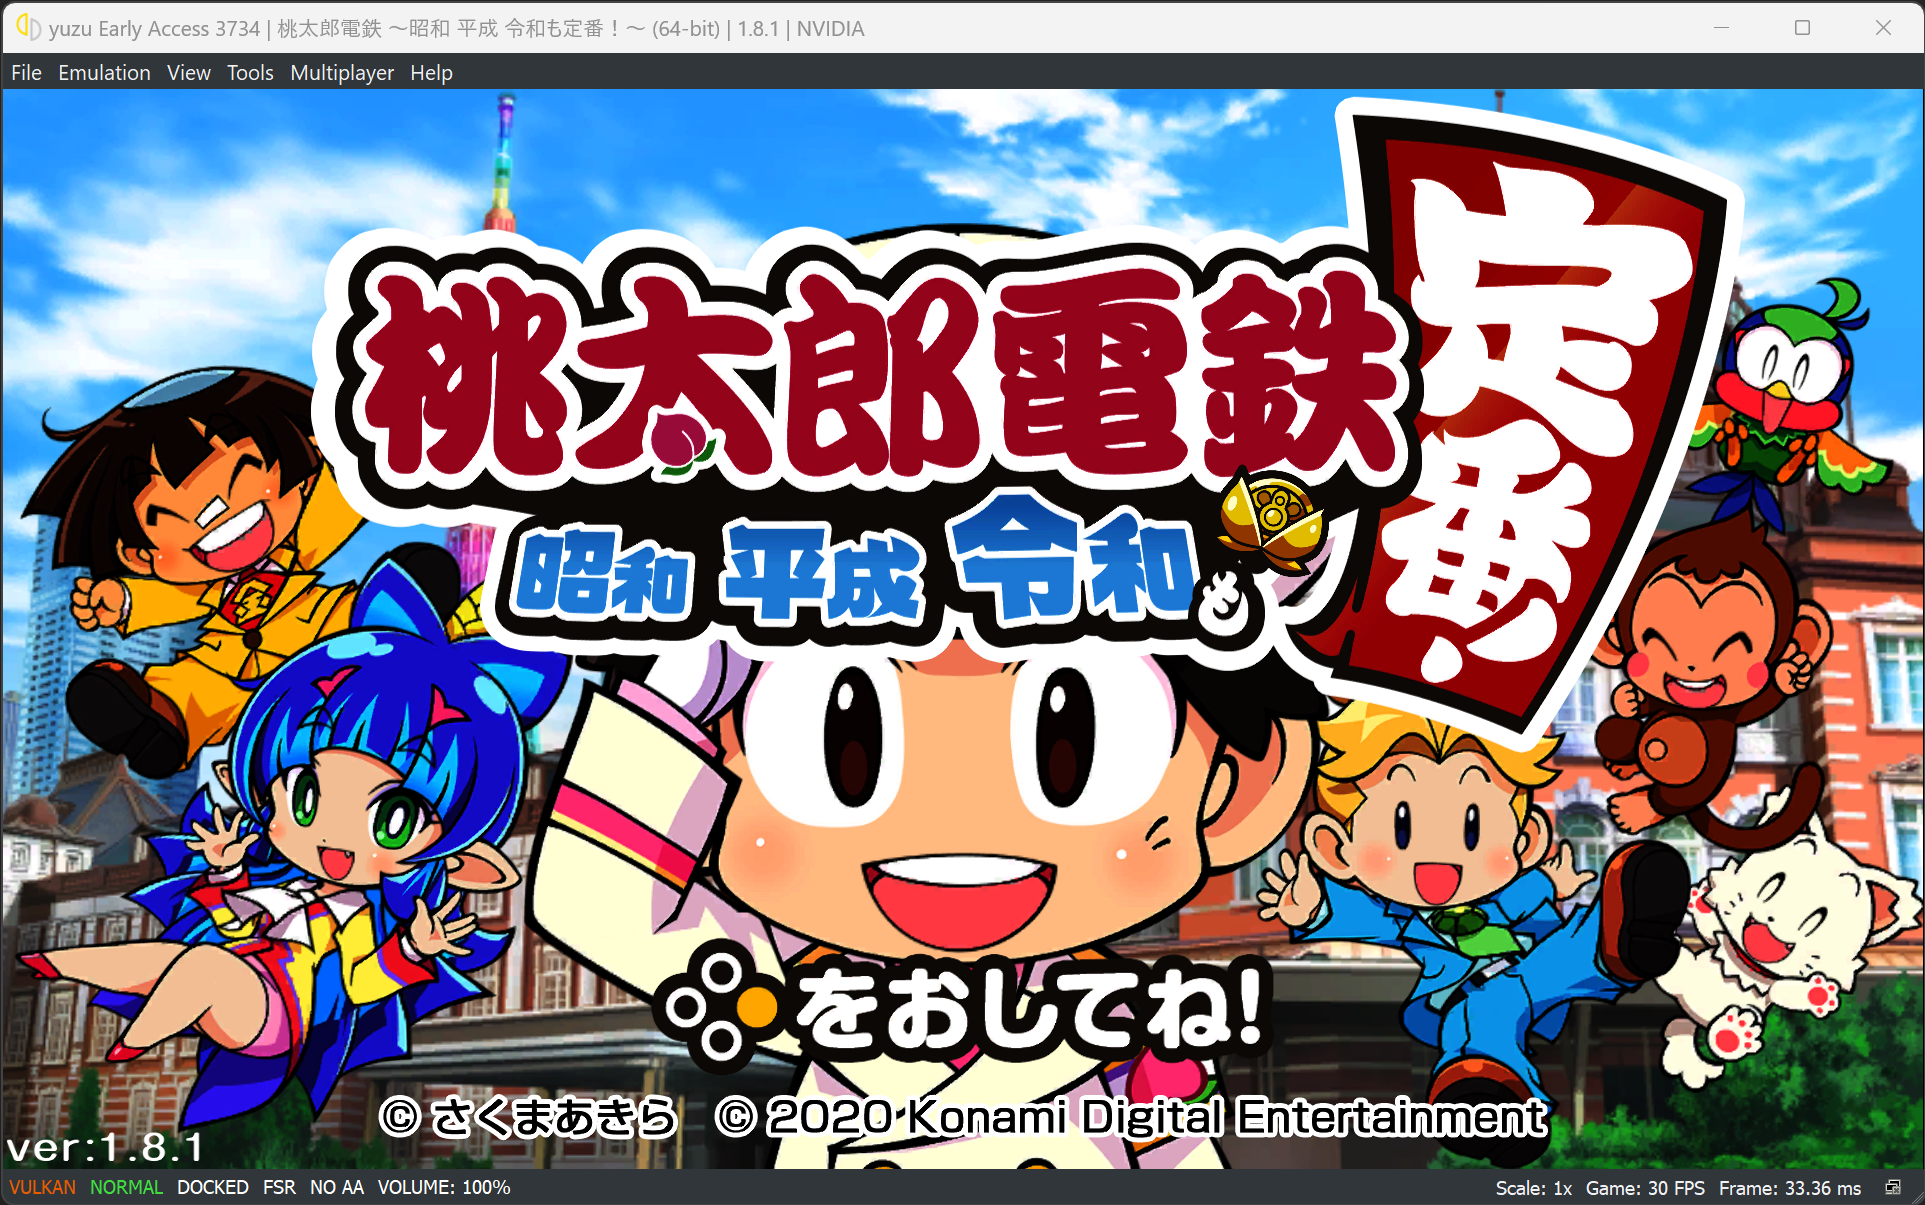 yuzu Early Access 3734 | 桃太郎電鉄 ～昭和 平成 令和も定番！～ (64-bit) | 1.8.1 | NVIDIA
File Emulation View Tools Multiplayer Help
桃太郎電鉄
昭和 平成 令和も
定番!
をおしてね!
© さくまあきら © 2020 Konami Digital Entertainment
ver:1.8.1
VULKAN NORMAL DOCKED FSR NO AA VOLUME: 100% Scale: 1x Game: 30 FPS Frame: 33.36 ms